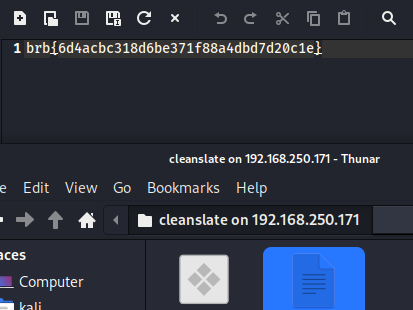 1 brb{6d4acbc318d6be371f88a4dbd7d20c1e}
cleanslate on 192.168.250.171 - Thunar
e Edit View Go Bookmarks Help
cleanslate on 192.168.250.171
aces
Computer
kali